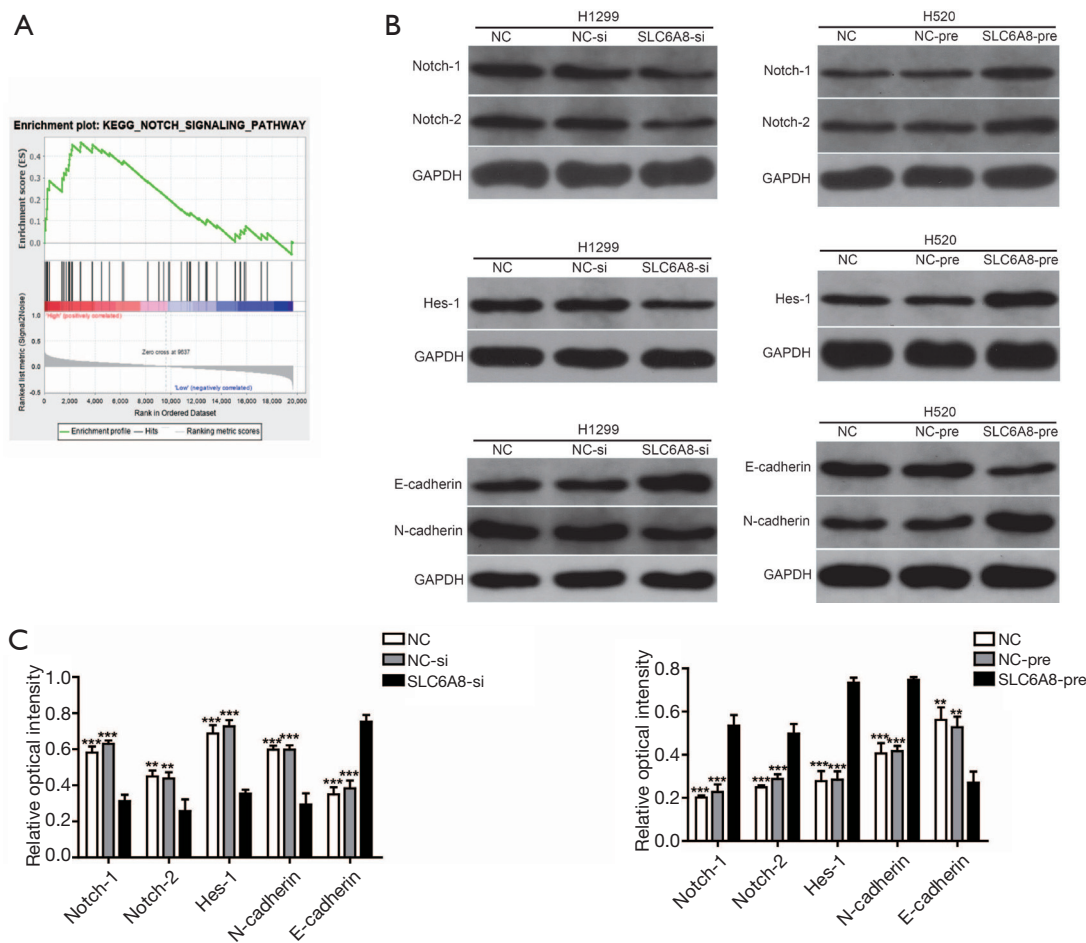 A
Enrichment plot: KEGG_NOTCH_SIGNALING_PATHWAY
Enrichment score (ES)
0.4
0.3
0.2
0.1
0.0
'High' (positively correlated)
Ranked list metric (Signal2Noise)
1.0
0.5
0.0
-0.5
Zero cross at 9837
'Low' (negatively correlated)
0 2,000 4,000 6,000 8,000 10,000 12,000 14,000 16,000 18,000 20,000
Rank in Ordered Dataset
Enrichment profile Hits Ranking metric scores
B
H1299
NC NC-si SLC6A8-si
Notch-1
Notch-2
GAPDH
H520
NC NC-pre SLC6A8-pre
Notch-1
Notch-2
GAPDH
H1299
NC NC-si SLC6A8-si
Hes-1
GAPDH
H520
NC NC-pre SLC6A8-pre
Hes-1
GAPDH
H1299
NC NC-si SLC6A8-si
E-cadherin
N-cadherin
GAPDH
H520
NC NC-pre SLC6A8-pre
E-cadherin
N-cadherin
GAPDH
C
NC
NC-si
SLC6A8-si
Relative optical intensity
1.0
0.8
0.6
0.4
0.2
0.0
*** *** ** ** *** *** *** *** *** ***
Notch-1 Notch-2 Hes-1 N-cadherin E-cadherin
NC
NC-pre
SLC6A8-pre
Relative optical intensity
0.8
0.6
0.4
0.2
0.0
*** *** *** *** *** *** *** *** ** **
Notch-1 Notch-2 Hes-1 N-cadherin E-cadherin